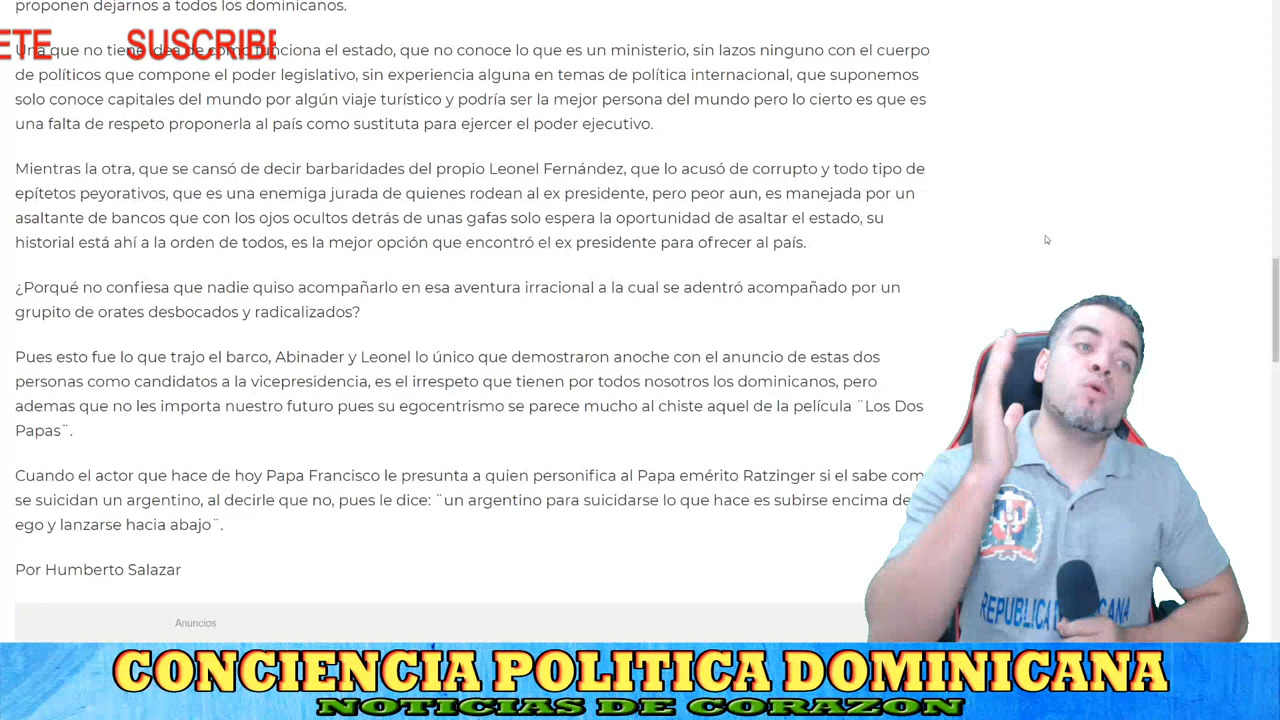 proponen dejarnos a todos los dominicanos.
ETE SUSCRIBE
Una que no tiene idea de como funciona el estado, que no conoce lo que es un ministerio, sin lazos ninguno con el cuerpo
de políticos que compone el poder legislativo, sin experiencia alguna en temas de política internacional, que suponemos
solo conoce capitales del mundo por algún viaje turístico y podría ser la mejor persona del mundo pero lo cierto es que es
una falta de respeto proponerla al país como sustituta para ejercer el poder ejecutivo.
Mientras la otra, que se cansó de decir barbaridades del propio Leonel Fernández, que lo acusó de corrupto y todo tipo de
epítetos peyorativos, que es una enemiga jurada de quienes rodean al ex presidente, pero peor aun, es manejada por un
asaltante de bancos que con los ojos ocultos detrás de unas gafas solo espera la oportunidad de asaltar el estado, su
historial está ahí a la orden de todos, es la mejor opción que encontró el ex presidente para ofrecer al país.
¿Porqué no confiesa que nadie quiso acompañarlo en esa aventura irracional a la cual se adentró acompañado por un
grupito de orates desbocados y radicalizados?
Pues esto fue lo que trajo el barco, Abinader y Leonel lo único que demostraron anoche con el anuncio de estas dos
personas como candidatos a la vicepresidencia, es el irrespeto que tienen por todos nosotros los dominicanos, pero
ademas que no les importa nuestro futuro pues su egocentrismo se parece mucho al chiste aquel de la película ¨Los Dos
Papas¨.
Cuando el actor que hace de hoy Papa Francisco le presunta a quien personifica al Papa emérito Ratzinger si el sabe com
se suicidan un argentino, al decirle que no, pues le dice: ¨un argentino para suicidarse lo que hace es subirse encima de
ego y lanzarse hacia abajo¨.
Por Humberto Salazar
Anuncios
CONCIENCIA POLITICA DOMINICANA
NOTICIAS DE CORAZON